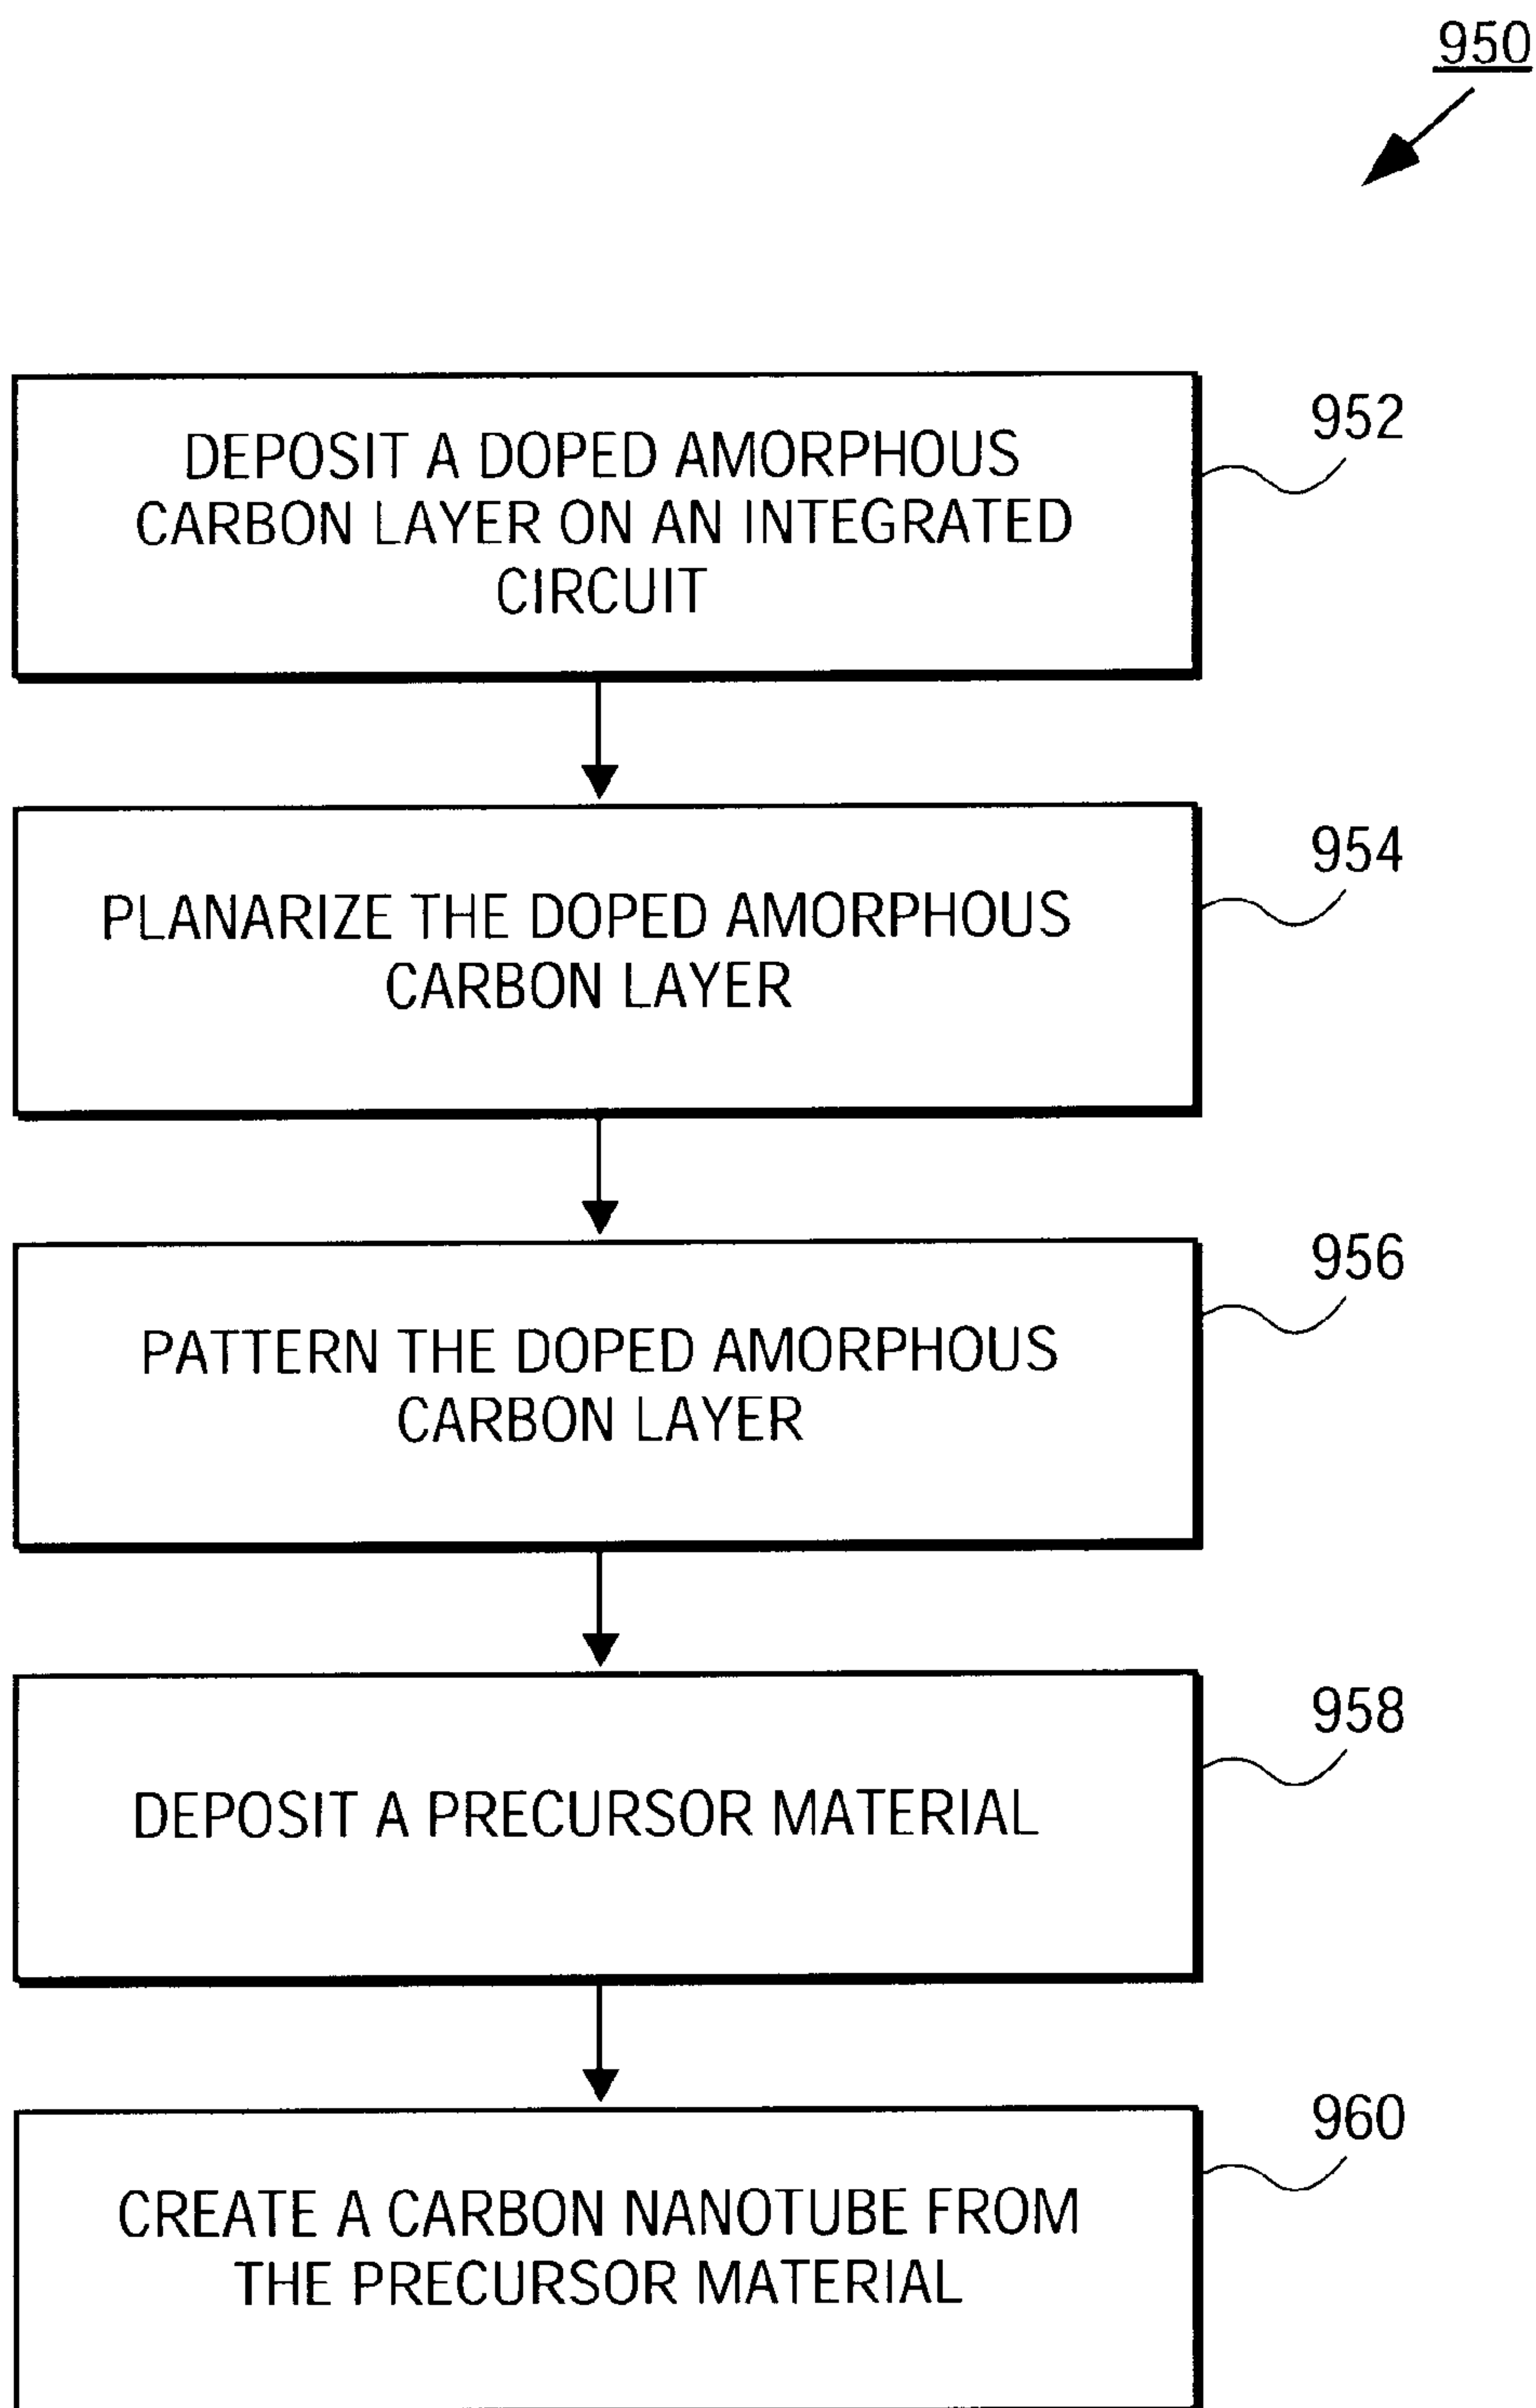 950
DEPOSIT A DOPED AMORPHOUS
CARBON LAYER ON AN INTEGRATED
CIRCUIT
952
PLANARIZE THE DOPED AMORPHOUS
CARBON LAYER
954
PATTERN THE DOPED AMORPHOUS
CARBON LAYER
956
DEPOSIT A PRECURSOR MATERIAL
958
CREATE A CARBON NANOTUBE FROM
THE PRECURSOR MATERIAL
960